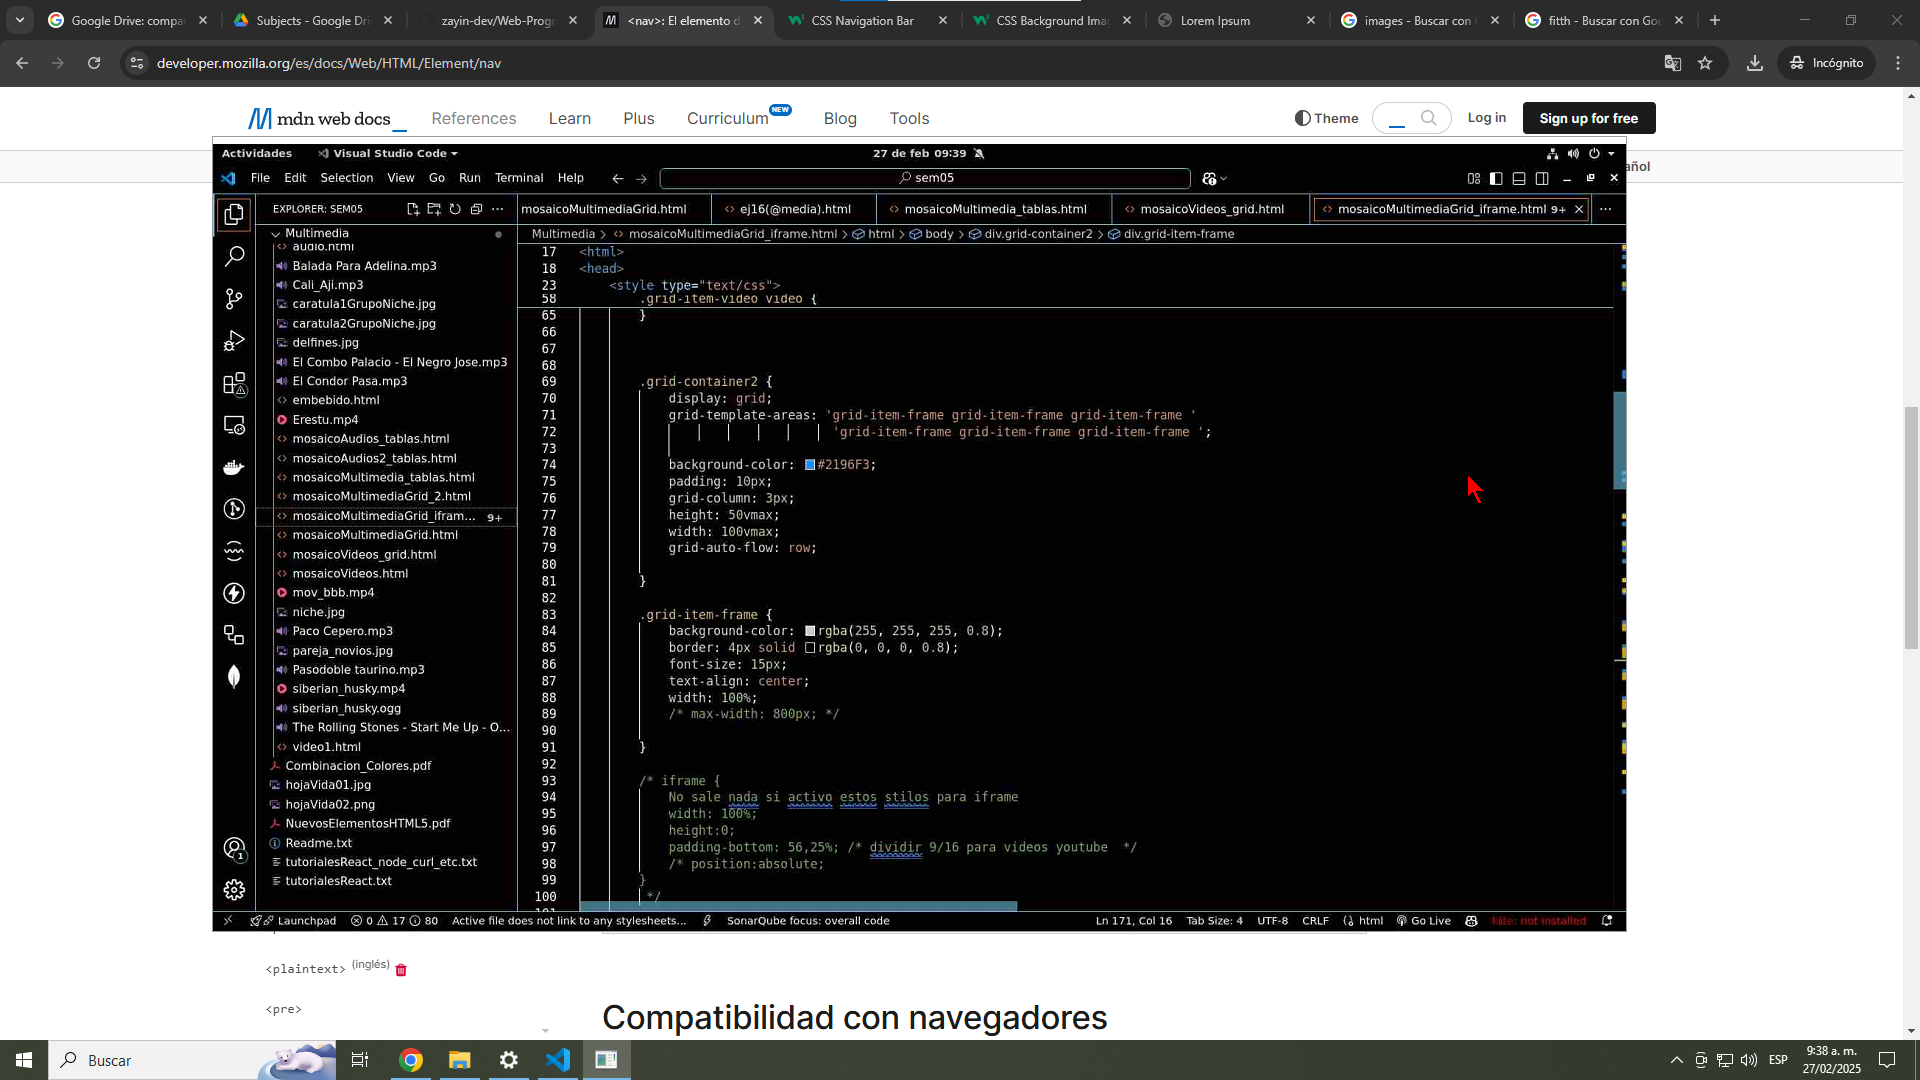 Google Drive: compa
Subjects - Google Dri
zayin-dev/Web-Progr
<nav>: El elemento d
CSS Navigation Bar
CSS Background Ima
Lorem Ipsum
images - Buscar con
fitth - Buscar con Goo
developer.mozilla.org/es/docs/Web/HTML/Element/nav
Incógnito
mdn web docs
References
Learn
Plus
Curriculum NEW
Blog
Tools
Theme
Log in
Sign up for free
añol
Actividades
Visual Studio Code
27 de feb 09:39
File Edit Selection View Go Run Terminal Help
sem05
EXPLORER: SEM05
mosaicoMultimediaGrid.html
ej16(@media).html
mosaicoMultimedia_tablas.html
mosaicoVideos_grid.html
mosaicoMultimediaGrid_iframe.html 9+
Multimedia > mosaicoMultimediaGrid_iframe.html > html > body > div.grid-container2 > div.grid-item-frame
Multimedia
audio.html
Balada Para Adelina.mp3
Cali_Aji.mp3
caratula1GrupoNiche.jpg
caratula2GrupoNiche.jpg
delfines.jpg
El Combo Palacio - El Negro Jose.mp3
El Condor Pasa.mp3
embebido.html
Erestu.mp4
mosaicoAudios_tablas.html
mosaicoAudios2_tablas.html
mosaicoMultimedia_tablas.html
mosaicoMultimediaGrid_2.html
mosaicoMultimediaGrid_ifram... 9+
mosaicoMultimediaGrid.html
mosaicoVideos_grid.html
mosaicoVideos.html
mov_bbb.mp4
niche.jpg
Paco Cepero.mp3
pareja_novios.jpg
Pasodoble taurino.mp3
siberian_husky.mp4
siberian_husky.ogg
The Rolling Stones - Start Me Up - O...
video1.html
Combinacion_Colores.pdf
hojaVida01.jpg
hojaVida02.png
NuevosElementosHTML5.pdf
Readme.txt
tutorialesReact_node_curl_etc.txt
tutorialesReact.txt
17 <html>
18 <head>
23 <style type="text/css">
58 .grid-item-video video {
65 }
66
67
68
69 .grid-container2 {
70 display: grid;
71 grid-template-areas: 'grid-item-frame grid-item-frame grid-item-frame '
72 'grid-item-frame grid-item-frame grid-item-frame ';
73
74 background-color: #2196F3;
75 padding: 10px;
76 grid-column: 3px;
77 height: 50vmax;
78 width: 100vmax;
79 grid-auto-flow: row;
80
81 }
82
83 .grid-item-frame {
84 background-color: rgba(255, 255, 255, 0.8);
85 border: 4px solid rgba(0, 0, 0, 0.8);
86 font-size: 15px;
87 text-align: center;
88 width: 100%;
89 /* max-width: 800px; */
90
91 }
92
93 /* iframe {
94 No sale nada si activo estos stilos para iframe
95 width: 100%;
96 height:0;
97 padding-bottom: 56,25%; /* dividir 9/16 para videos youtube */
98 /* position:absolute;
99 }
100 */
Launchpad
0 17 80
Active file does not link to any stylesheets...
SonarQube focus: overall code
Ln 171, Col 16
Tab Size: 4
UTF-8
CRLF
html
Go Live
kite: not installed
<plaintext> (inglés)
<pre>
Compatibilidad con navegadores
Buscar
ESP
9:38 a. m.
27/02/2025